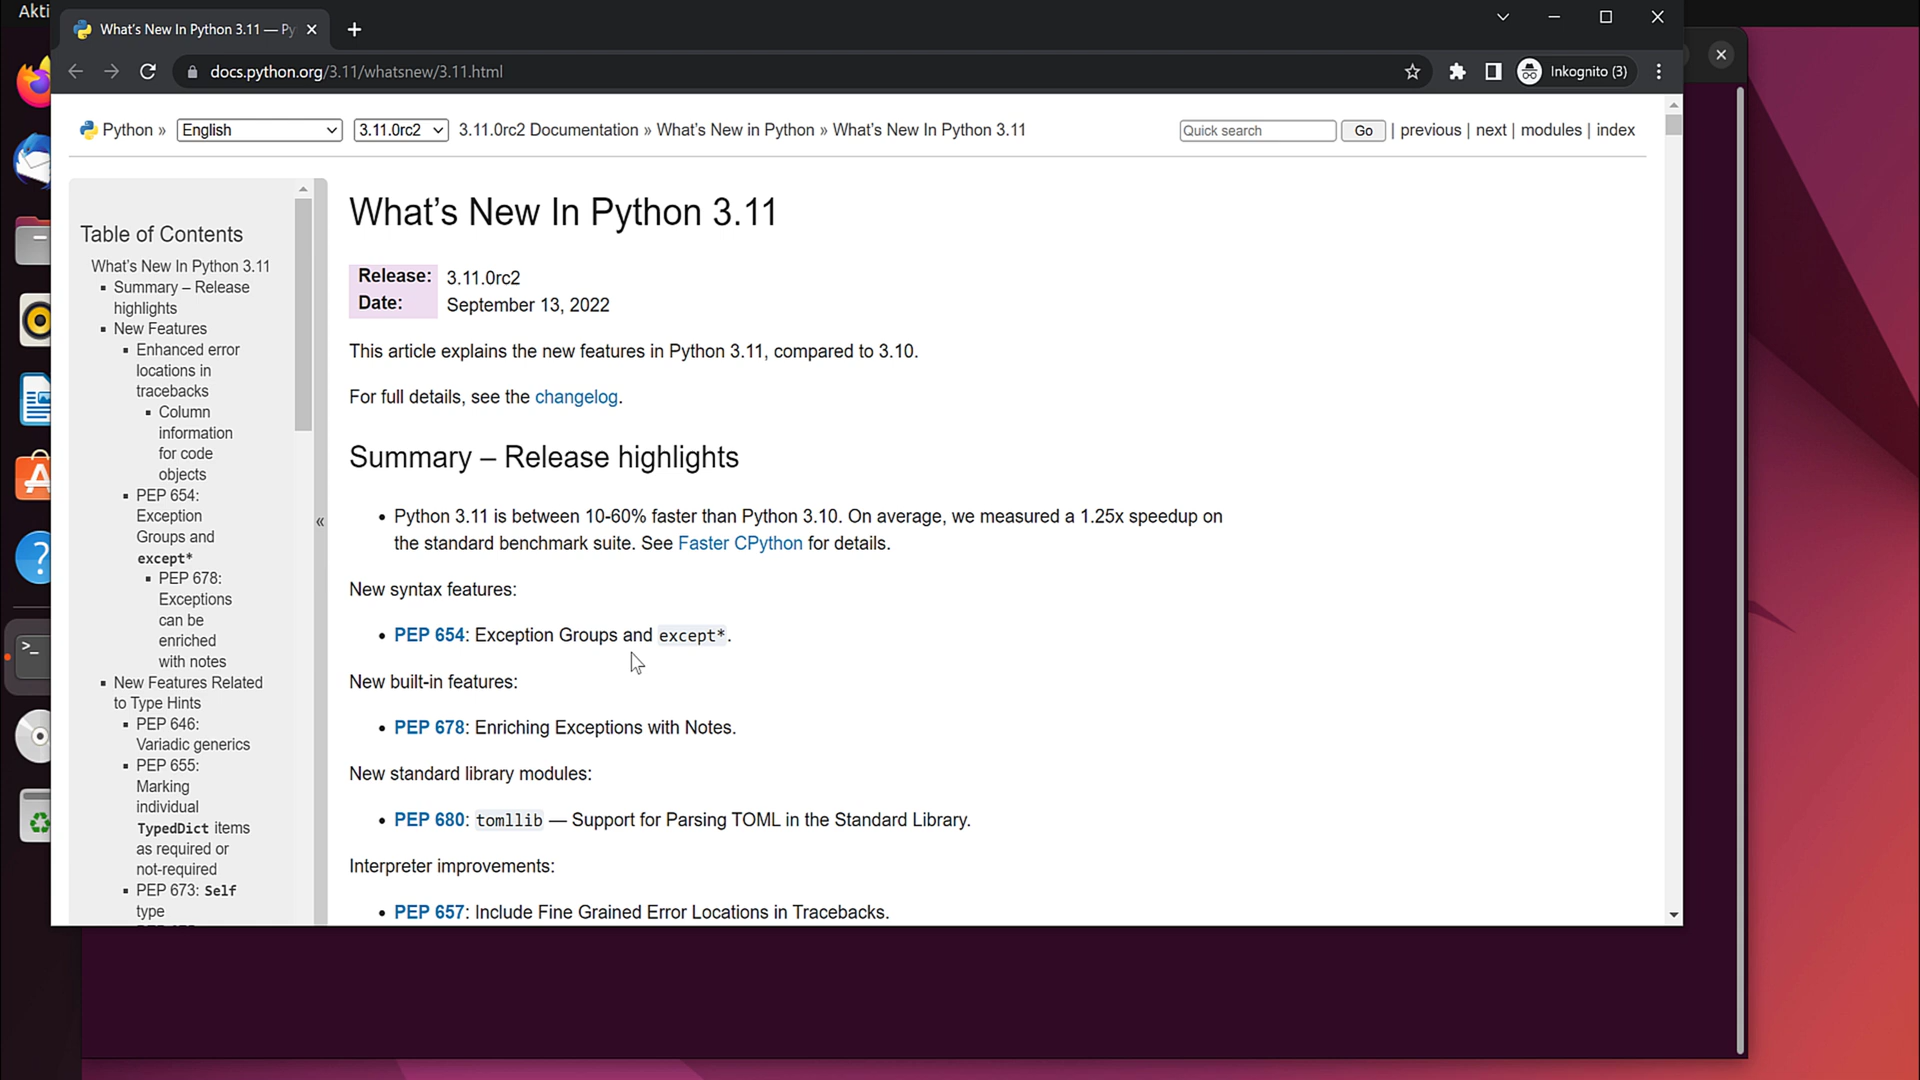 Akti
What's New In Python 3.11 — Py
docs.python.org/3.11/whatsnew/3.11.html
Inkognito (3)
Python » English 3.11.0rc2 3.11.0rc2 Documentation » What's New in Python » What's New In Python 3.11
Quick search Go | previous | next | modules | index
Table of Contents
What's New In Python 3.11
Summary – Release
highlights
New Features
Enhanced error
locations in
tracebacks
Column
information
for code
objects
PEP 654:
Exception
Groups and
except*
PEP 678:
Exceptions
can be
enriched
with notes
New Features Related
to Type Hints
PEP 646:
Variadic generics
PEP 655:
Marking
individual
TypedDict items
as required or
not-required
PEP 673: Self
type
«
What's New In Python 3.11
Release: 3.11.0rc2
Date: September 13, 2022
This article explains the new features in Python 3.11, compared to 3.10.
For full details, see the changelog.
Summary – Release highlights
• Python 3.11 is between 10-60% faster than Python 3.10. On average, we measured a 1.25x speedup on
the standard benchmark suite. See Faster CPython for details.
New syntax features:
• PEP 654: Exception Groups and except*.
New built-in features:
• PEP 678: Enriching Exceptions with Notes.
New standard library modules:
• PEP 680: tomllib — Support for Parsing TOML in the Standard Library.
Interpreter improvements:
• PEP 657: Include Fine Grained Error Locations in Tracebacks.